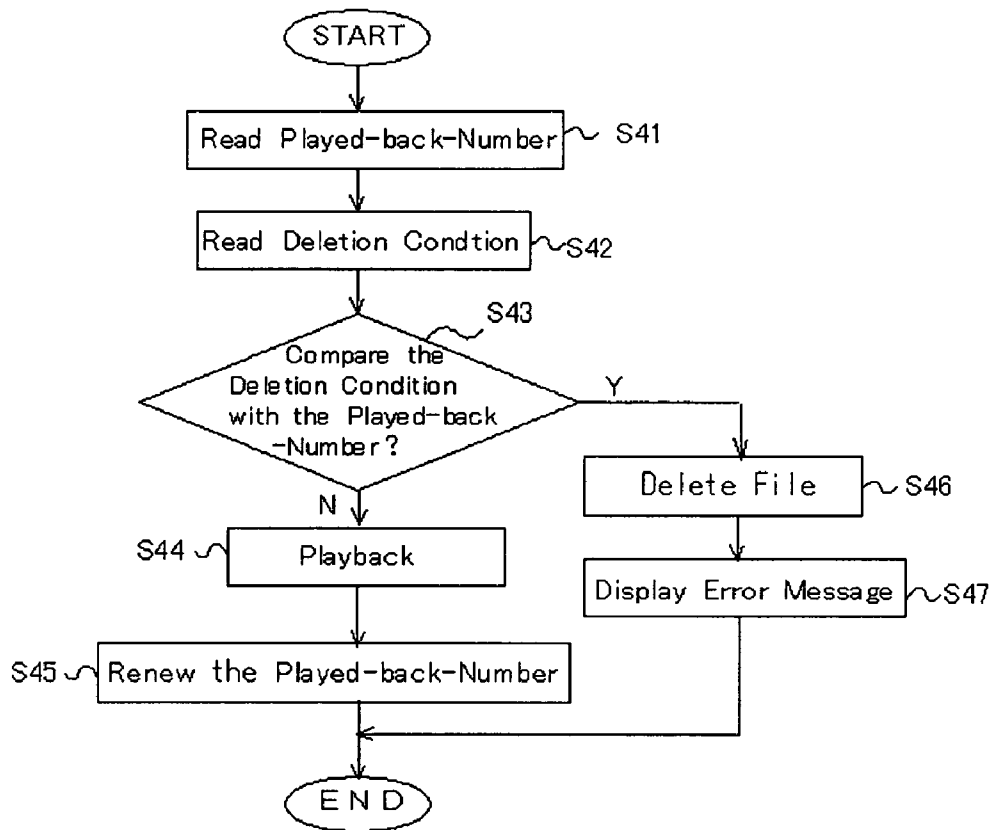 START
Read Played-back-Number
S41
Read Deletion Condtion
S42
S43
Compare the
Deletion Condition
with the Played-back
-Number?
Y
N
Delete File
S46
S44
Playback
Display Error Message
S47
S45
Renew the Played-back-Number
END